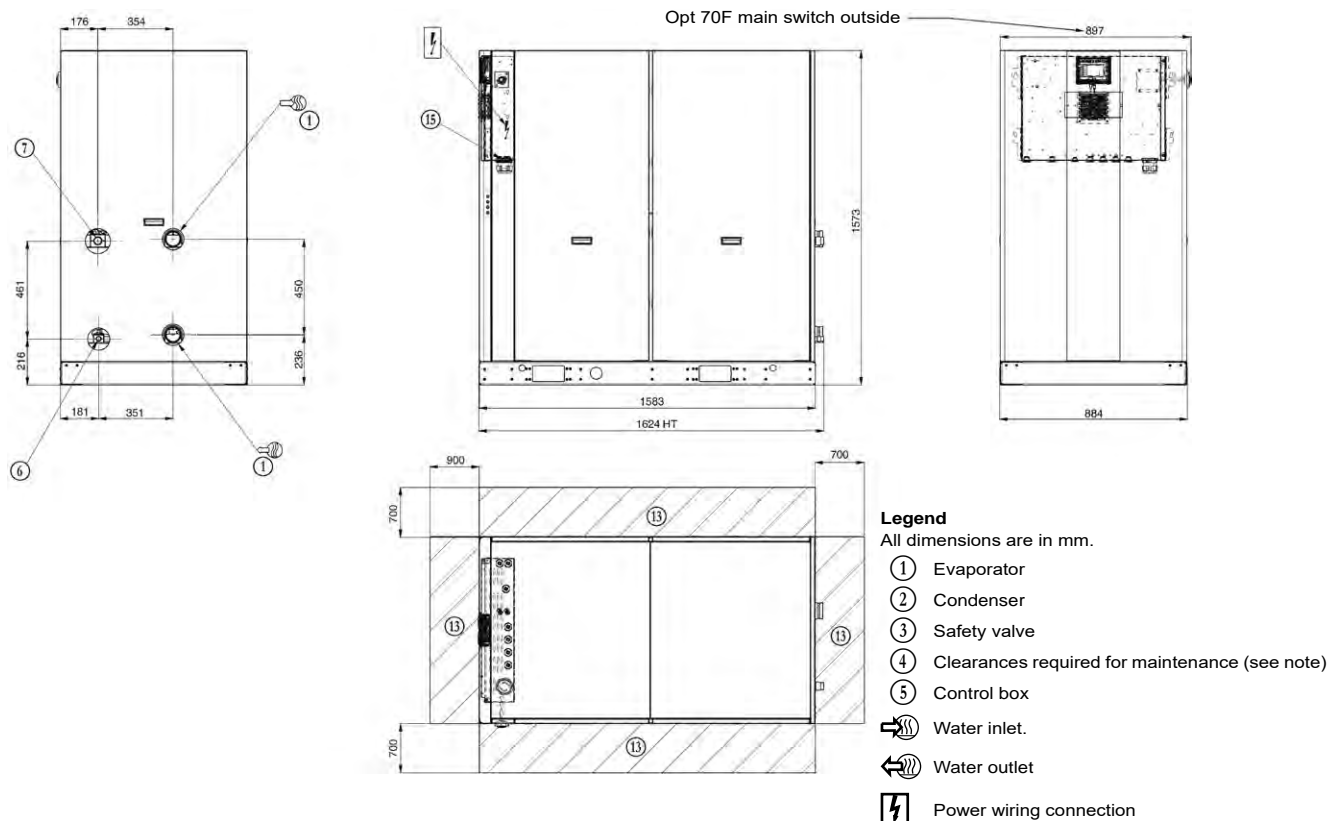 Opt 70F main switch outside
176
354
897
1
15
7
1573
461
450
216
236
181
351
1583
1624 HT
884
6
1
900
700
700
13
13
13
700
13
Legend
All dimensions are in mm.
1 Evaporator
2 Condenser
3 Safety valve
4 Clearances required for maintenance (see note)
5 Control box
Water inlet.
Water outlet
Power wiring connection